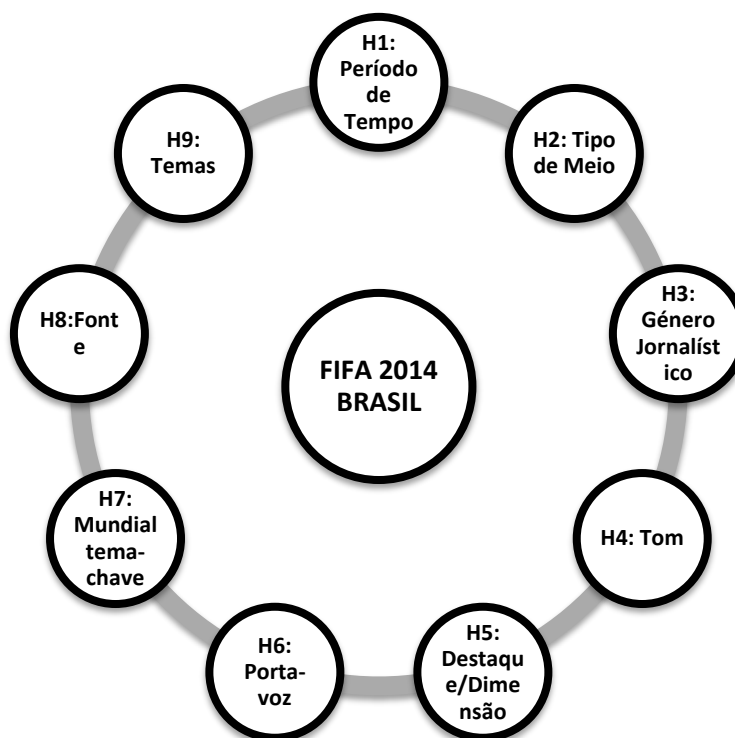 H1:
Período
de
Tempo
H2: Tipo
de Meio
H3:
Género
Jornalíst
ico
H4: Tom
H5:
Destaqu
e/Dime
nsão
H6:
Porta-
voz
H7:
Mundial
tema-
chave
H8:Font
e
H9:
Temas
FIFA 2014
BRASIL